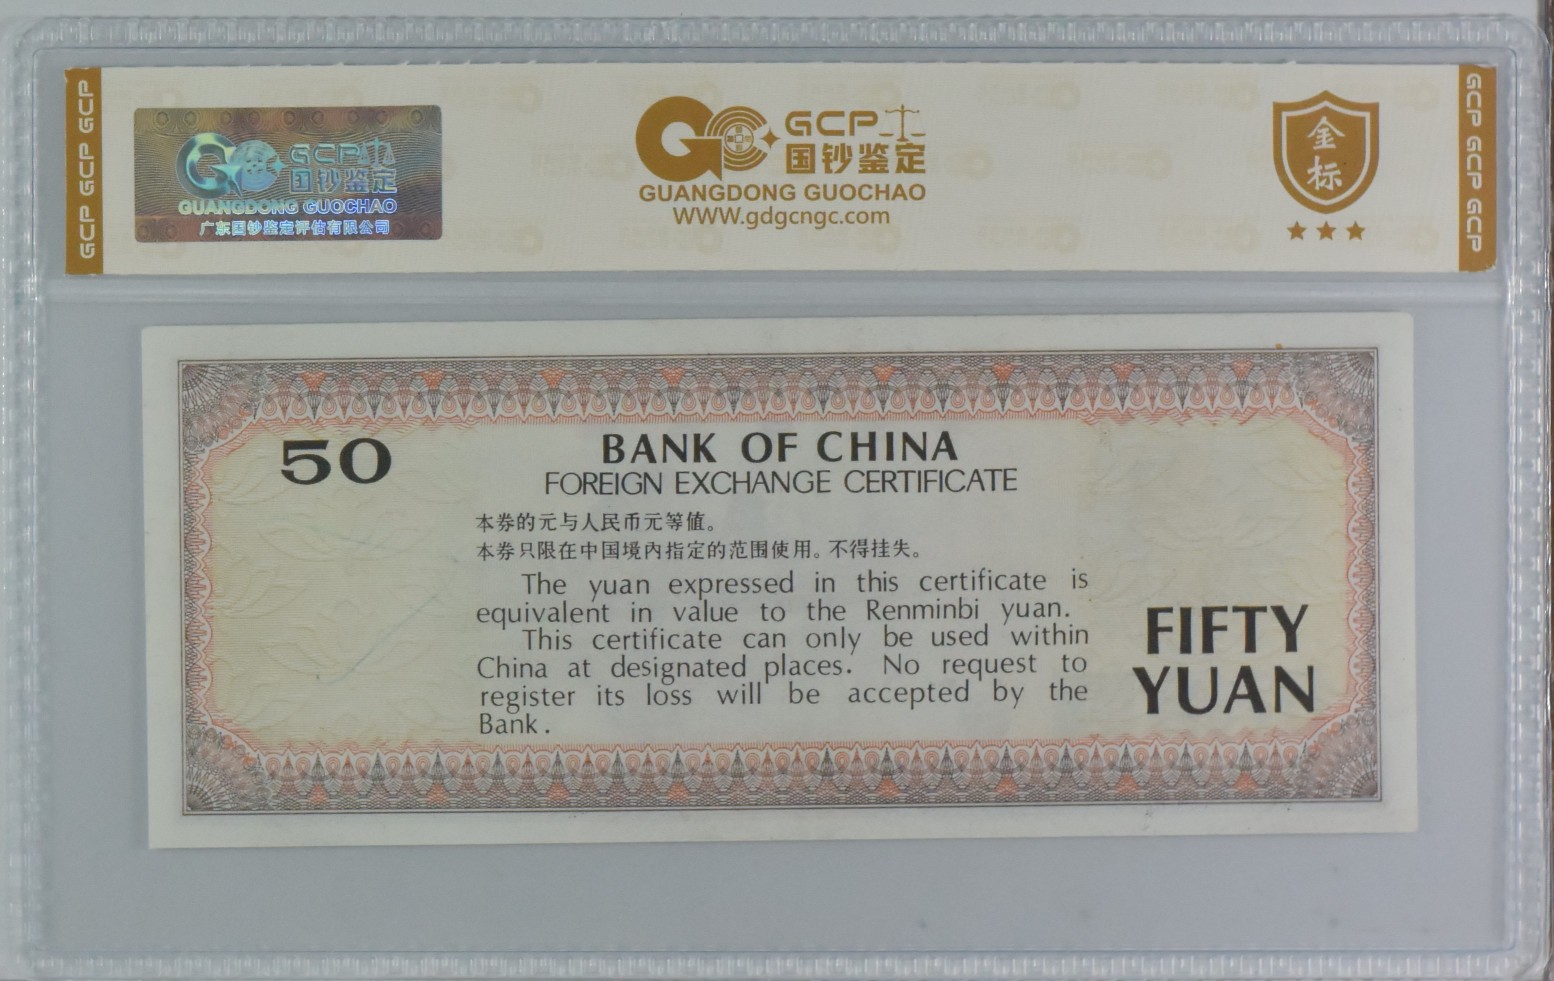 GCP GCP GCP
GCP国钞鉴定
GUANGDONG GUOCHAO
广东国钞鉴定评估有限公司
GCP
国钞鉴定
GUANGDONG GUOCHAO
WWW.gdgcngc.com
金
标
GCP GCP GCP
50
BANK OF CHINA
FOREIGN EXCHANGE CERTIFICATE
本券的元与人民币元等值。
本券只限在中国境内指定的范围使用。不得挂失。
The yuan expressed in this certificate is
equivalent in value to the Renminbi yuan.
This certificate can only be used within
China at designated places. No request to
register its loss will be accepted by the
Bank.
FIFTY
YUAN